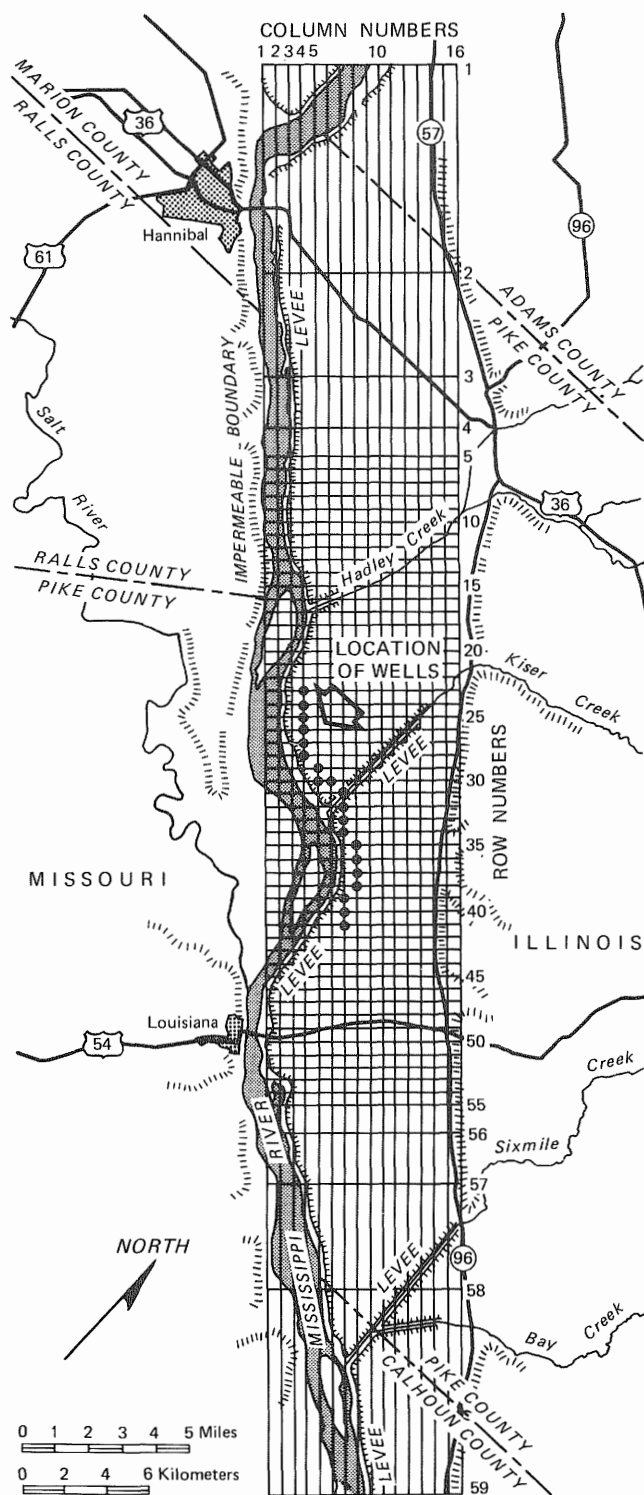 COLUMN NUMBERS
1 2 3 4 5 10 16
1
MARION COUNTY
RALLS COUNTY
36
57
96
Hannibal
61
2
LEVEE
ADAMS COUNTY
PIKE COUNTY
IMPERMEABLE BOUNDARY
3
4
5
Salt
River
36
10
Hadley Creek
RALLS COUNTY
PIKE COUNTY
15
LOCATION
OF WELLS
20
Kiser
Creek
25
LEVEE
30
ROW NUMBERS
35
MISSOURI
40
ILLINOIS
LEVEE
45
Louisiana
54
50
Creek
55
RIVER
56
Sixmile
57
NORTH
LEVEE
96
MISSISSIPPI
58
Bay Creek
PIKE COUNTY
CALHOUN COUNTY
0 1 2 3 4 5 Miles
0 2 4 6 Kilometers
LEVEE
59